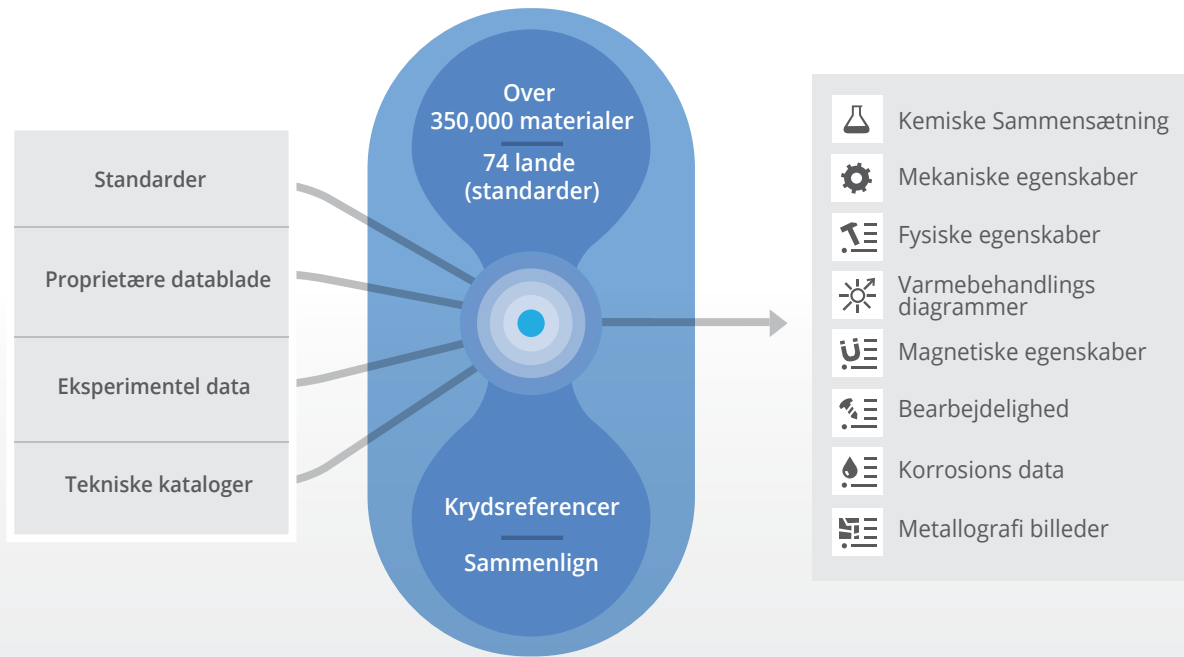 Standarder
Proprietære datablade
Eksperimentel data
Tekniske kataloger
Over
350,000 materialer
74 lande
(standarder)
Krydsreferencer
Sammenlign
Kemiske Sammensætning
Mekaniske egenskaber
Fysiske egenskaber
Varmebehandlings
diagrammer
Magnetiske egenskaber
Bearbejdelighed
Korrosions data
Metallografi billeder